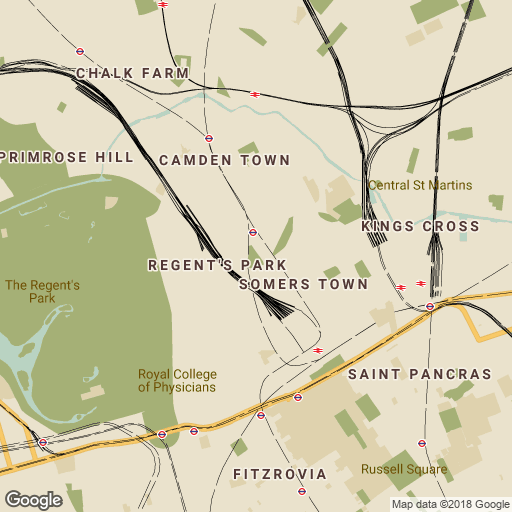 CHALK FARM
PRIMROSE HILL
CAMDEN TOWN
Central St Martins
KINGS CROSS
REGENT'S PARK
SOMERS TOWN
The Regent's
Park
Royal College
of Physicians
SAINT PANCRAS
FITZROVIA
Russell Square
Google
Map data ©2018 Google